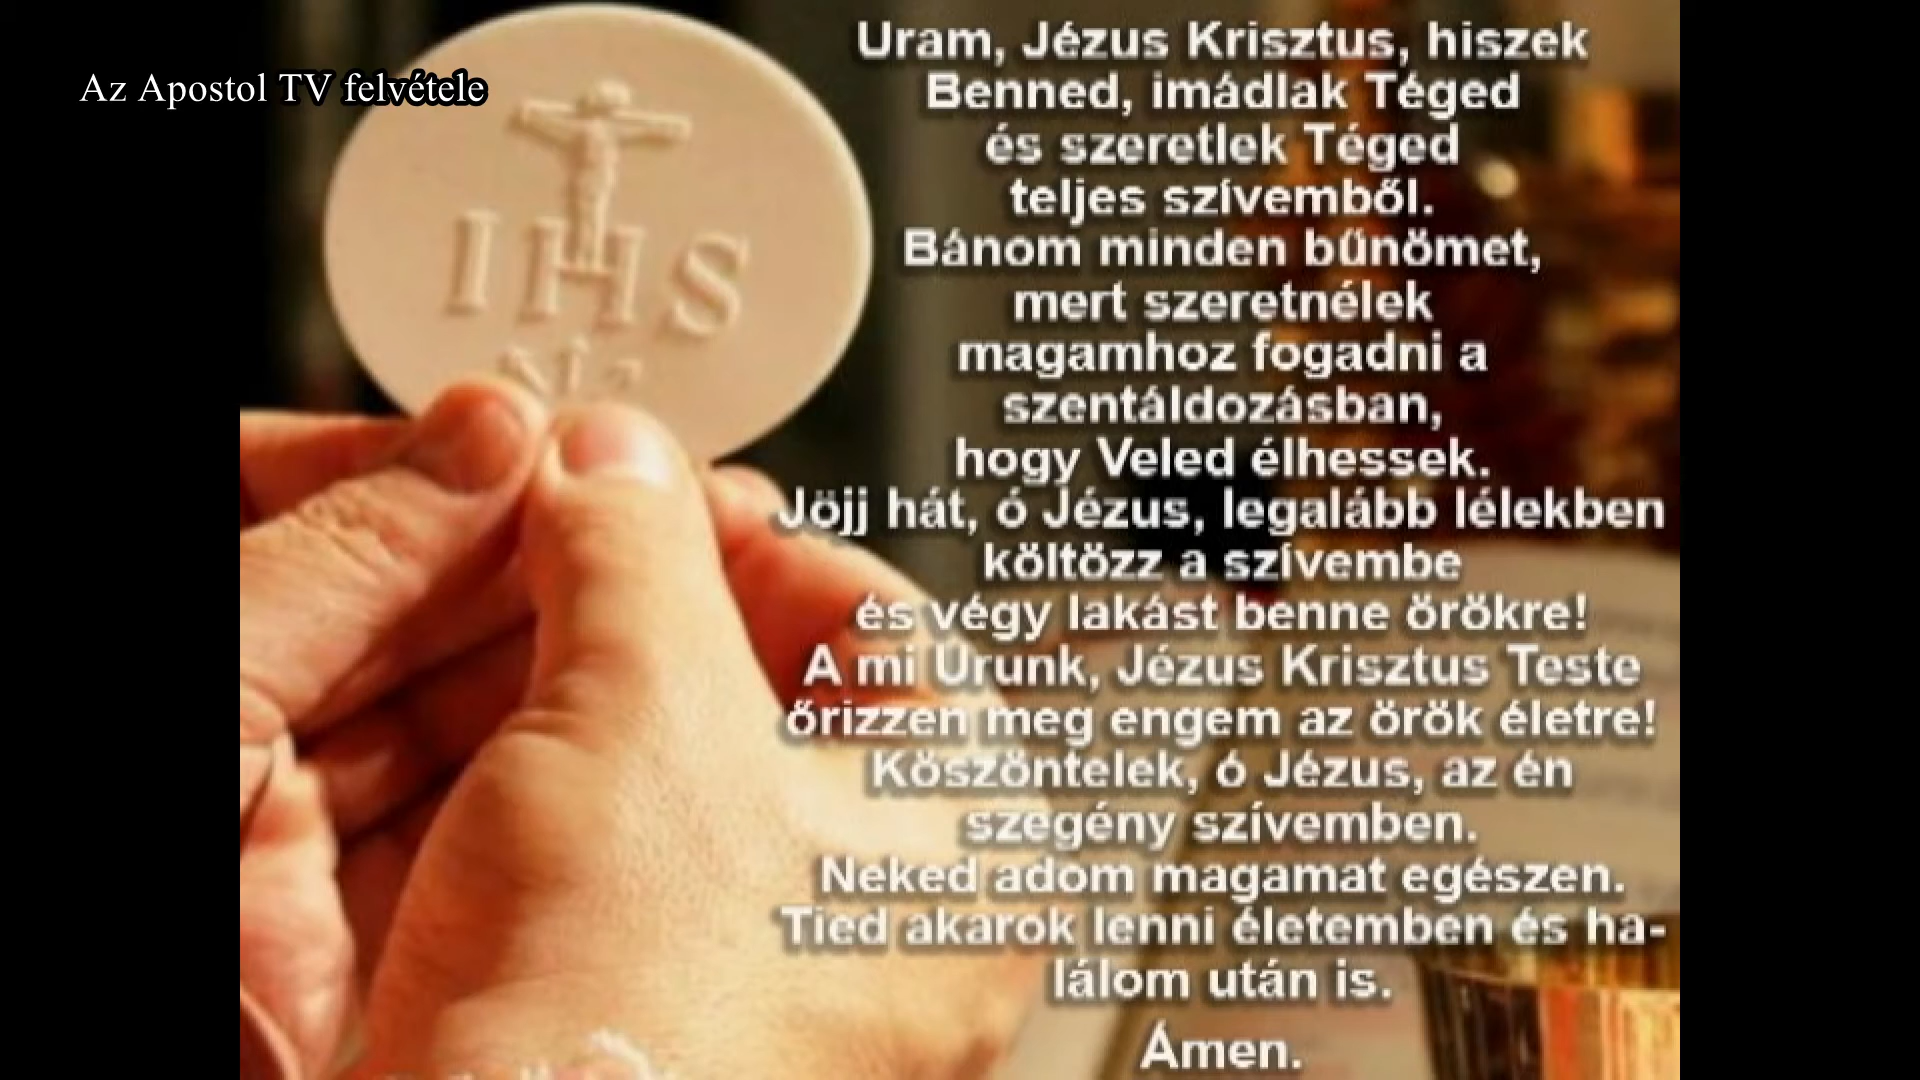 Az Apostol TV felvétele
IHS
Uram, Jézus Krisztus, hiszek
Benned, imádlak Téged
és szeretlek Téged
teljes szívemből.
Bánom minden bűnömet,
mert szeretnélek
magamhoz fogadni a
szentáldozásban,
hogy Veled élhessek.
Jöjj hát, ó Jézus, legalább lélekben
költözz a szívembe
és végy lakást benne örökre!
A mi Urunk, Jézus Krisztus Teste
őrizzen meg engem az örök életre!
Köszöntelek, ó Jézus, az én
szegény szívemben.
Neked adom magamat egészen.
Tied akarok lenni életemben és ha-
lálom után is.
Ámen.